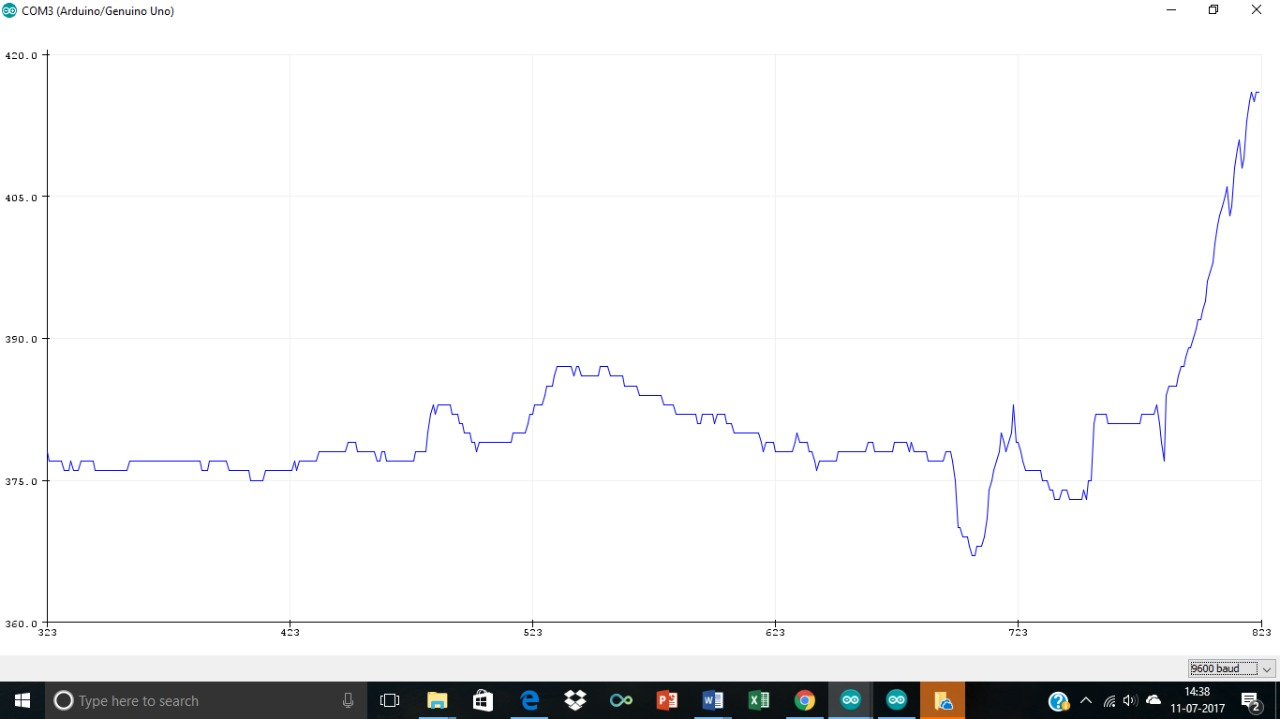 COM3 (Arduino/Genuino Uno)
420.0
405.0
390.0
375.0
360.0
323 423 523 623 723 823
9600 baud
Type here to search
14:38
11-07-2017
2